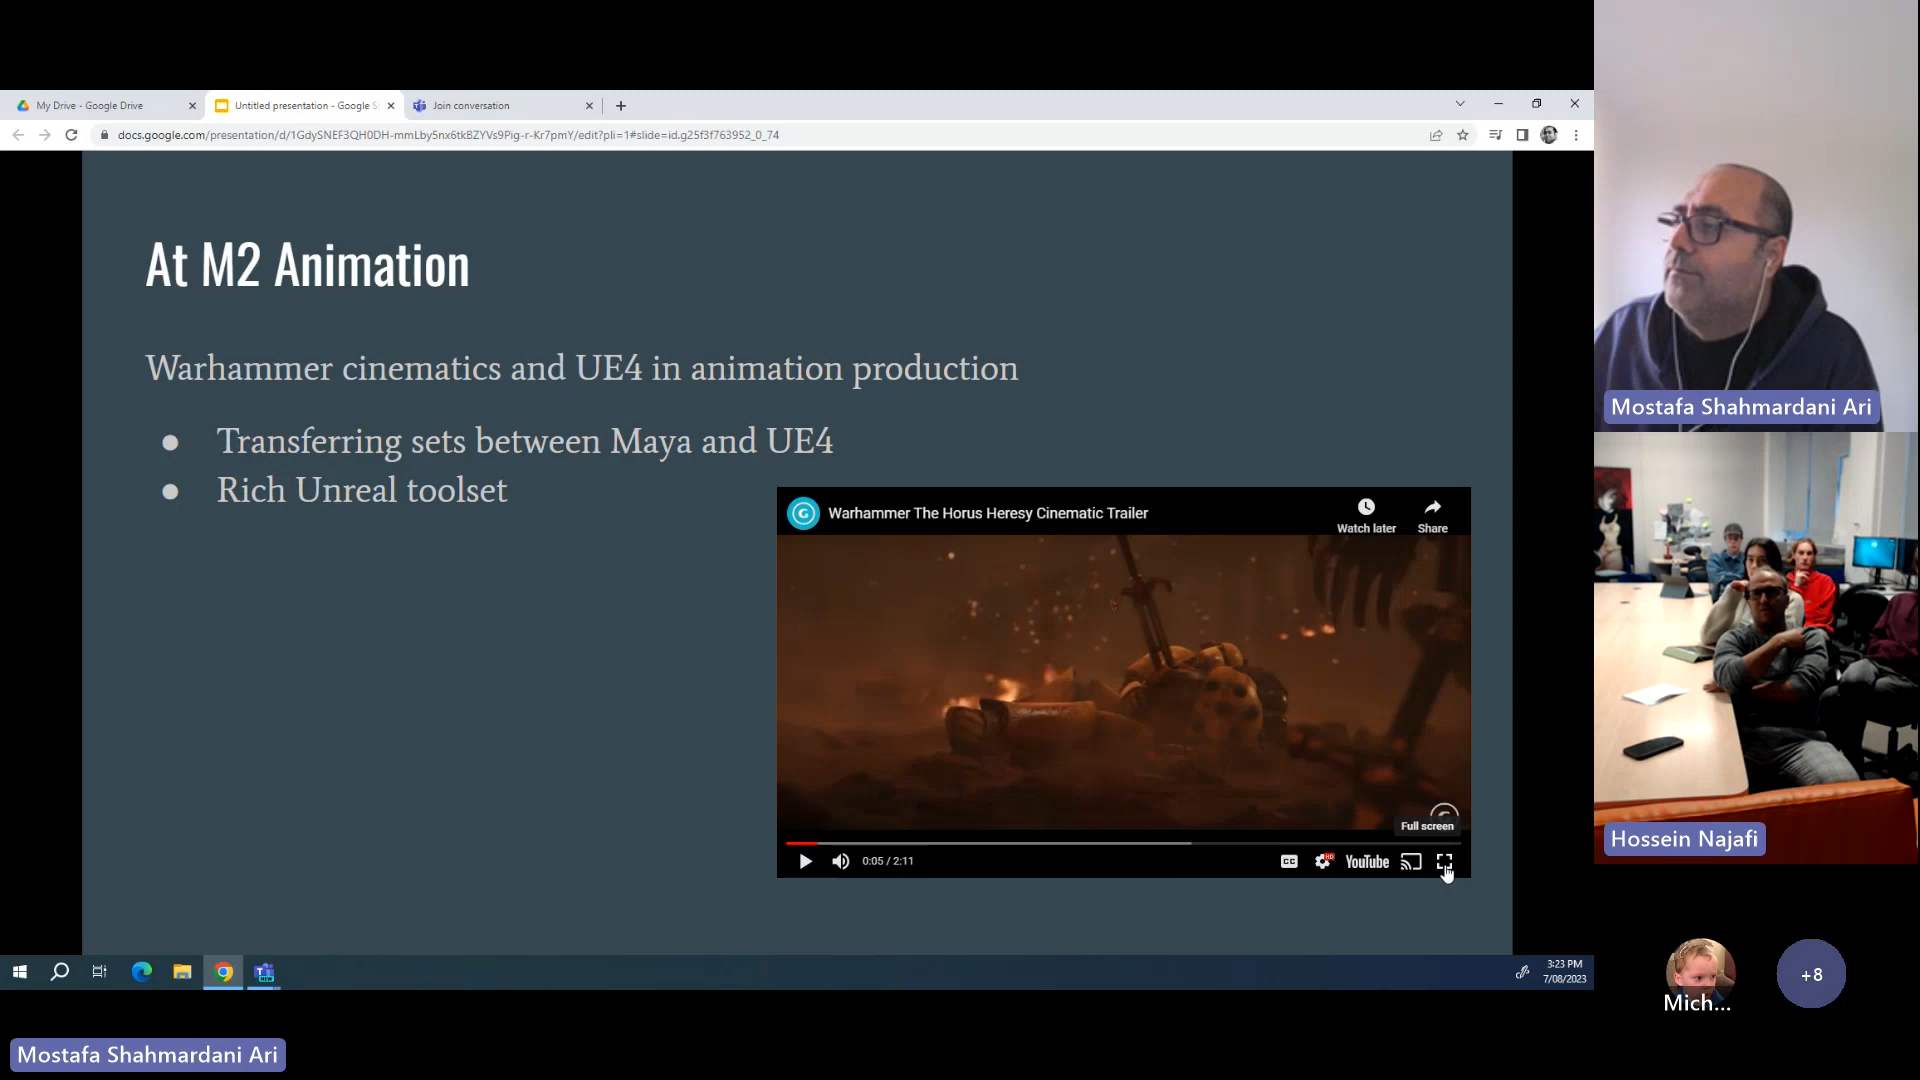 My Drive - Google Drive
Untitled presentation - Google S
Join conversation
docs.google.com/presentation/d/1GdySNEF3QH0DH-mmLby5nx6tkBZYVs9Pig-r-Kr7pmY/edit?pli=1#slide=id.g25f3f763952_0_74
At M2 Animation
Warhammer cinematics and UE4 in animation production
● Transferring sets between Maya and UE4
● Rich Unreal toolset
G
Warhammer The Horus Heresy Cinematic Trailer
Watch later
Share
Full screen
0:05 / 2:11
CC
HD
YouTube
3:23 PM
7/08/2023
Mostafa Shahmardani Ari
Hossein Najafi
Mich...
+8
Mostafa Shahmardani Ari